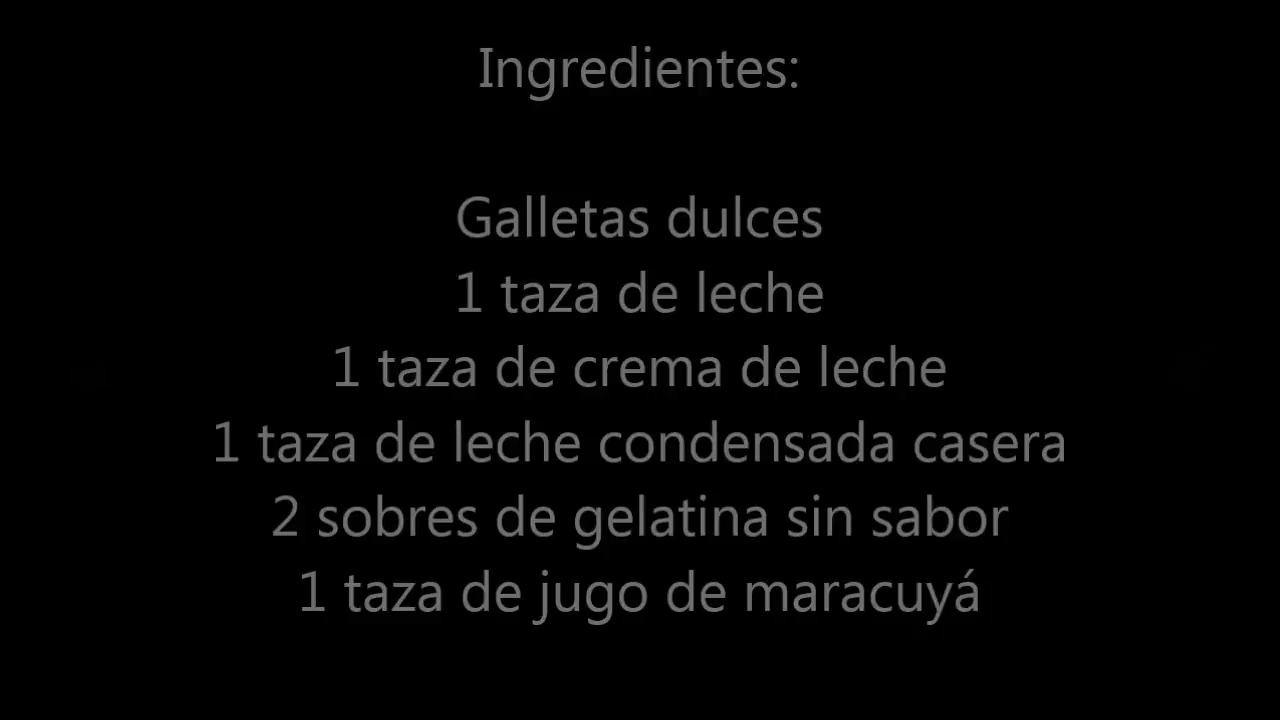 Ingredientes:
Galletas dulces
1 taza de leche
1 taza de crema de leche
1 taza de leche condensada casera
2 sobres de gelatina sin sabor
1 taza de jugo de maracuyá